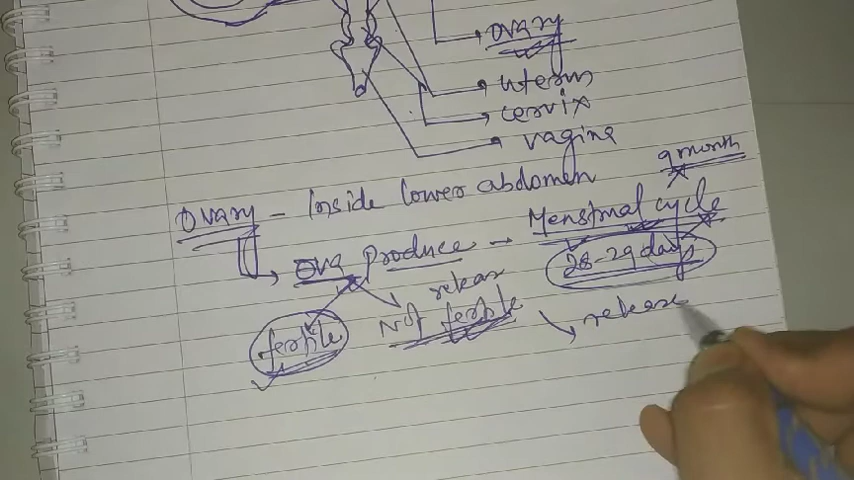 ovary
uterus
cervix
vagina
9 month
Ovary - Inside lower abdomen
Ova Produce - Menstrual cycle
28-29 days
releas
fertile Not fertile release